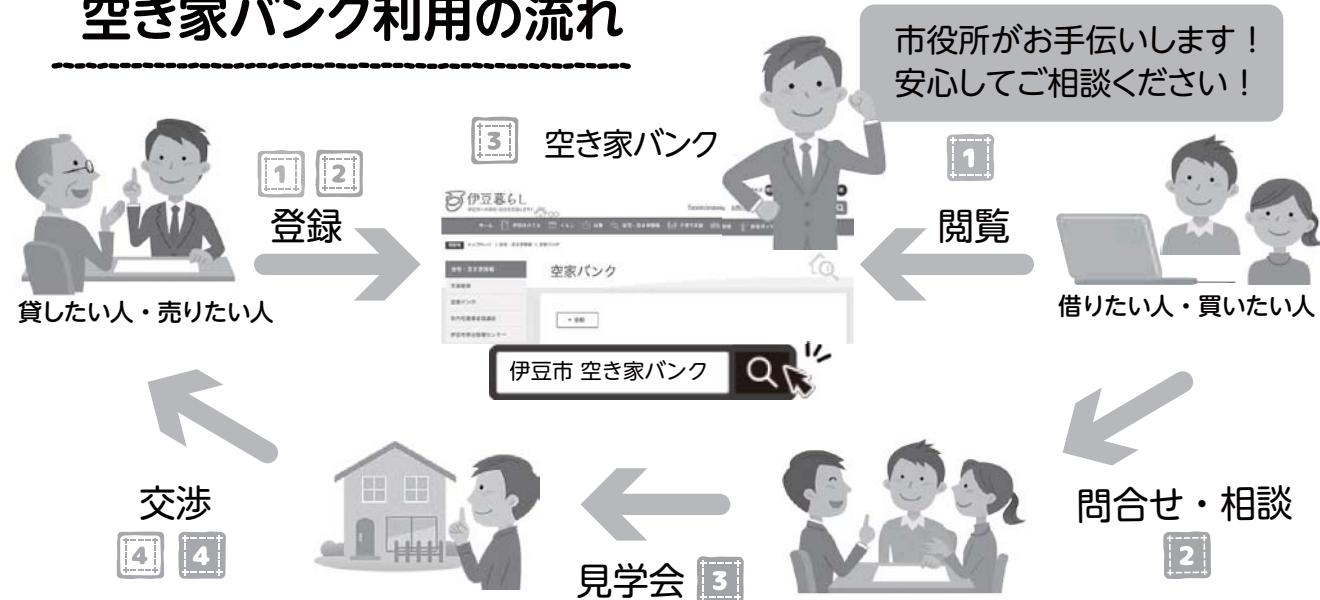 空き家バンク利用の流れ
市役所がお手伝いします！
安心してご相談ください！
3 空き家バンク
1 2
登録
貸したい人・売りたい人
伊豆暮らし
空家バンク
伊豆市 空き家バンク
1
閲覧
借りたい人・買いたい人
問合せ・相談
2
見学会 3
交渉
4 4